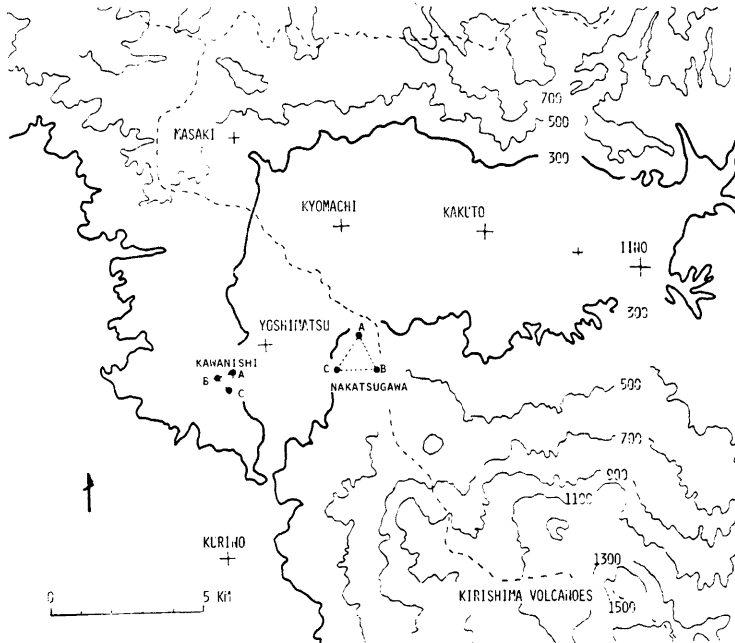 700
500
MASAKI
300
KYOMACHI
KAKUTO
IINO
300
YOSHIMATSU
A
KAWANISHI
B
A
C
C
B
NAKATSUGAWA
500
700
900
1100
KURINO
1300
0
5 KM
KIRISHIMA VOLCANOES
1500